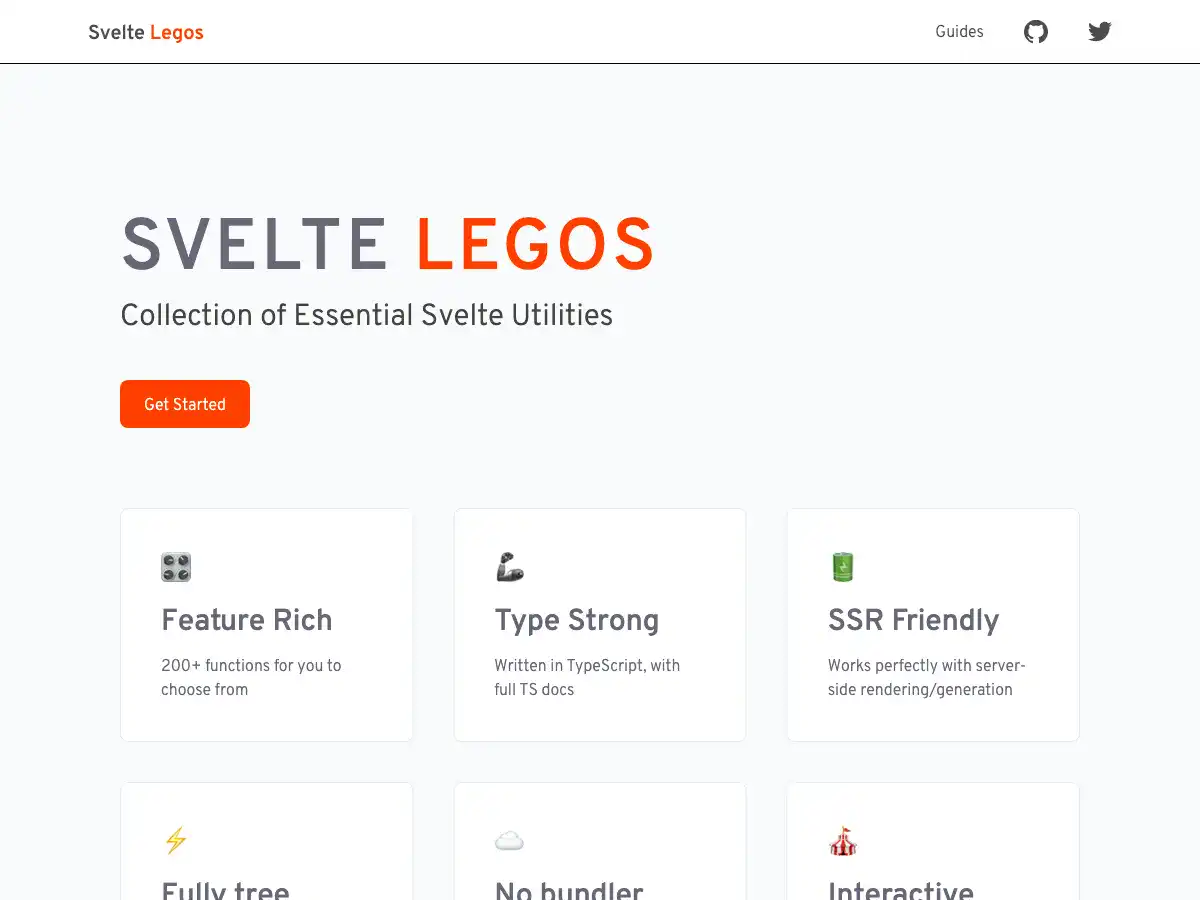 Svelte Legos
Guides
SVELTE LEGOS
Collection of Essential Svelte Utilities
Get Started
Feature Rich
200+ functions for you to
choose from
Type Strong
Written in TypeScript, with
full TS docs
SSR Friendly
Works perfectly with server-
side rendering/generation
Fully tree
No bundler
Interactive